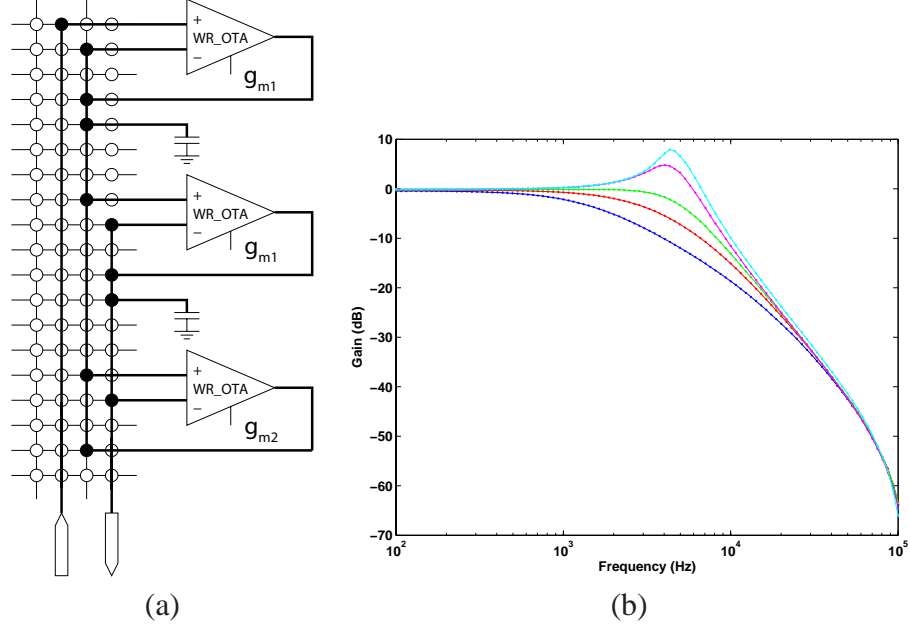 +
WR_OTA
−
g_m1
+
WR_OTA
−
g_m1
+
WR_OTA
−
g_m2
(a)
10
0
−10
−20
−30
−40
−50
−60
−70
Gain (dB)
10^2
10^3
10^4
10^5
Frequency (Hz)
(b)